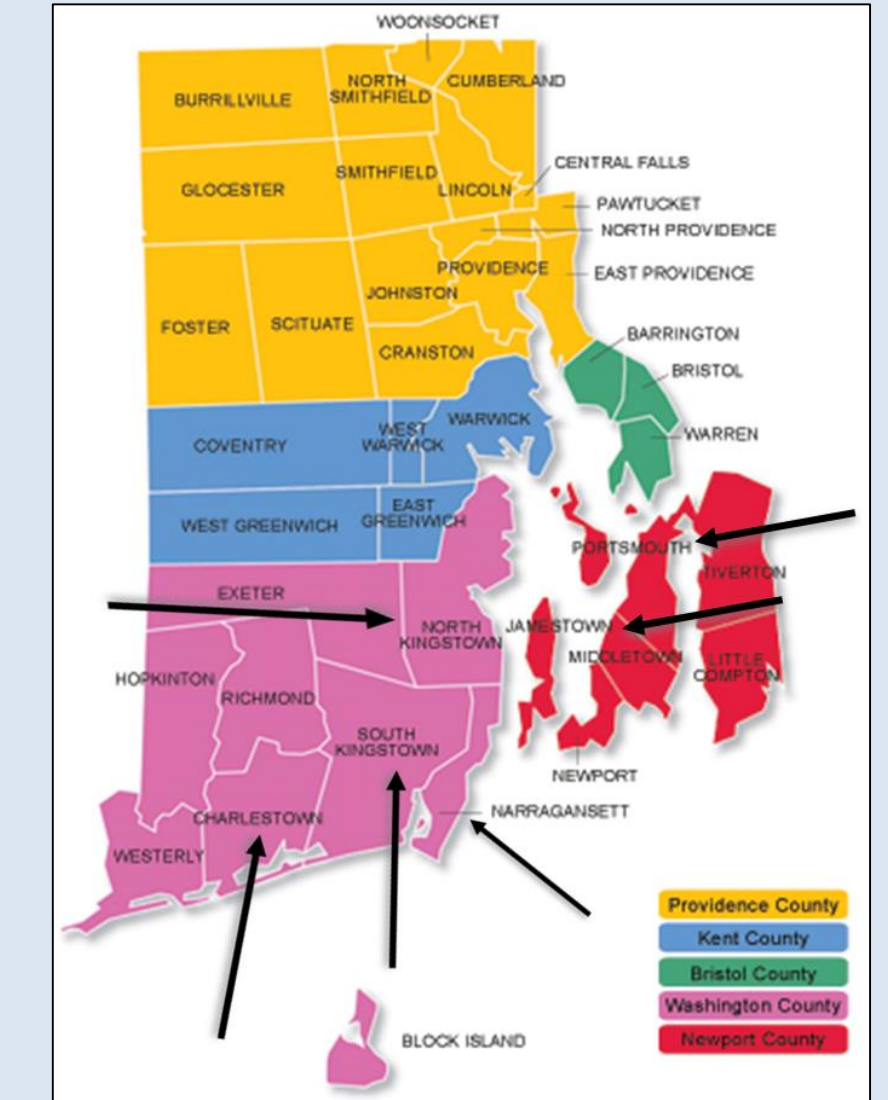 WOONSOCKET
NORTH
SMITHFIELD
CUMBERLAND
BURRILLVILLE
CENTRAL FALLS
SMITHFIELD
LINCOLN
GLOCESTER
PAWTUCKET
NORTH PROVIDENCE
PROVIDENCE
EAST PROVIDENCE
JOHNSTON
FOSTER
SCITUATE
CRANSTON
BARRINGTON
BRISTOL
WARREN
WARWICK
WEST
WARWICK
COVENTRY
EAST
GREENWICH
WEST GREENWICH
PORTSMOUTH
TIVERTON
EXETER
NORTH
KINGSTOWN
JAMESTOWN
MIDDLETOWN
LITTLE
COMPTON
HOPKINTON
RICHMOND
SOUTH
KINGSTOWN
NEWPORT
NARRAGANSETT
CHARLESTOWN
WESTERLY
BLOCK ISLAND
Providence County
Kent County
Bristol County
Washington County
Newport County